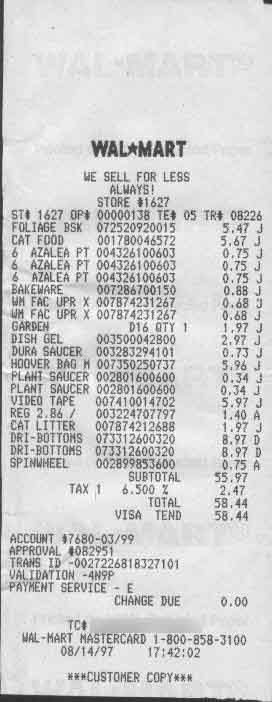 WAL★MART
WE SELL FOR LESS
ALWAYS!
STORE #1627
ST# 1627 OP# 00000138 TE# 05 TR# 08226
FOLIAGE BSK 072520920015 5.47 J
CAT FOOD 001780046572 5.67 J
6 AZALEA PT 004326100603 0.75 J
6 AZALEA PT 004326100603 0.75 J
6 AZALEA PT 004326100603 0.75 J
BAKEWARE 007286700150 0.88 J
WM FAC UPR X 007874231267 0.68 J
WM FAC UPR X 007874231267 0.68 J
GARDEN D16 QTY 1 1.97 J
DISH GEL 003500042800 2.97 J
DURA SAUCER 003283294101 0.73 J
HOOVER BAG M 007350250737 5.96 J
PLANT SAUCER 002801600600 0.34 J
PLANT SAUCER 002801600600 0.34 J
VIDEO TAPE 007410014702 5.97 J
REG 2.86 / 003224707797 1.40 A
CAT LITTER 007874212688 1.97 J
DRI-BOTTOMS 073312600320 8.97 D
DRI-BOTTOMS 073312600320 8.97 D
SPINWHEEL 002899853600 0.75 A
SUBTOTAL 55.97
TAX 1 6.500 % 2.47
TOTAL 58.44
VISA TEND 58.44
ACCOUNT #7680-03/99
APPROVAL #082951
TRANS ID -0027226818327101
VALIDATION -4N9P
PAYMENT SERVICE - E
CHANGE DUE 0.00
TC#
WAL-MART MASTERCARD 1-800-858-3100
08/14/97 17:42:02
***CUSTOMER COPY***